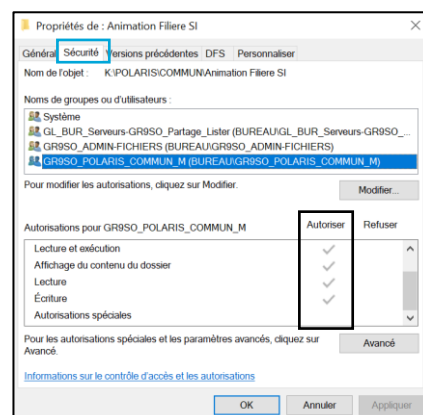 Propriétés de : Animation Filiere SI
Général Sécurité Versions précédentes DFS Personnaliser
Nom de l'objet : K:\POLARIS\COMMUN\Animation Filiere SI
Noms de groupes ou d'utilisateurs :
Système
GL_BUR_Serveurs-GR9SO_Partage_Lister (BUREAU\GL_BUR_Serveurs-GR9SO_...
GR9SO_ADMIN-FICHIERS (BUREAU\GR9SO_ADMIN-FICHIERS)
GR9SO_POLARIS_COMMUN_M (BUREAU\GR9SO_POLARIS_COMMUN_M)
Pour modifier les autorisations, cliquez sur Modifier.
Modifier...
Autorisations pour GR9SO_POLARIS_COMMUN_M Autoriser Refuser
Lecture et exécution
Affichage du contenu du dossier
Lecture
Écriture
Autorisations spéciales
Pour les autorisations spéciales et les paramètres avancés, cliquez sur
Avancé.
Avancé
Informations sur le contrôle d'accès et les autorisations
OK Annuler Appliquer